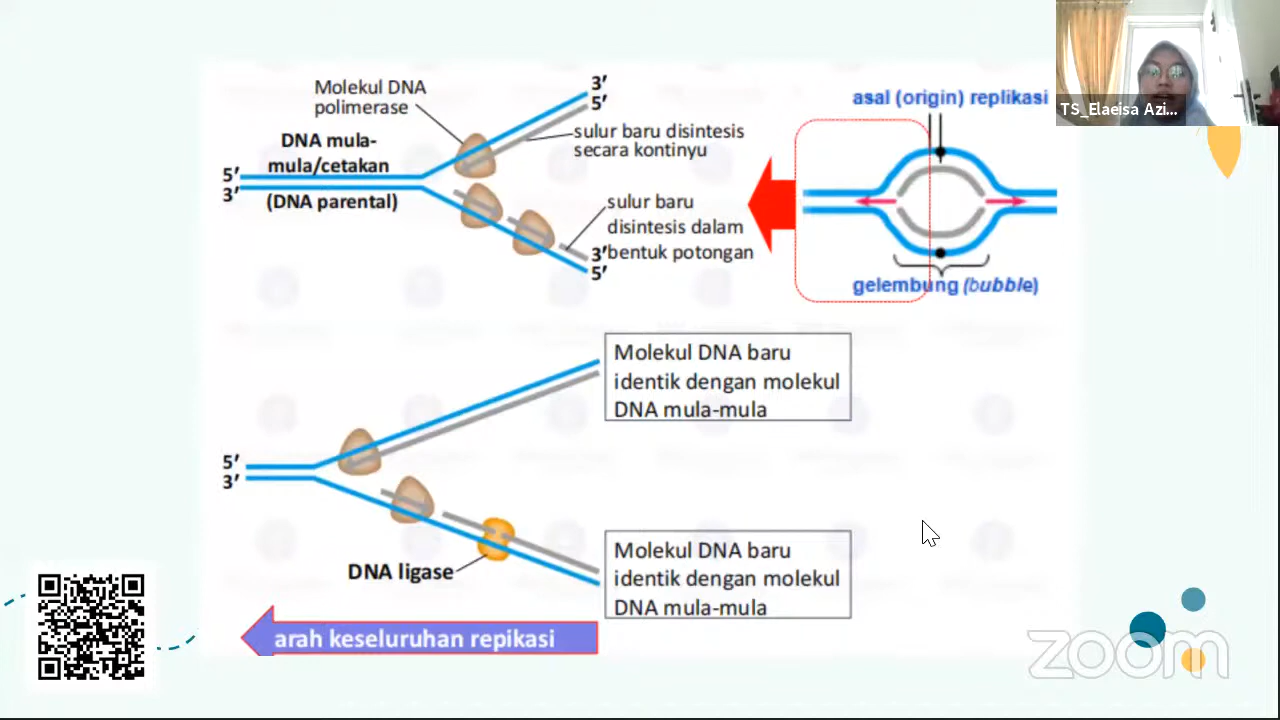 TS_Elaeisa Azi...
Molekul DNA
polimerase
3′
5′
asal (origin) replikasi
DNA mula-
mula/cetakan
sulur baru disintesis
secara kontinyu
5′
3′
(DNA parental)
sulur baru
disintesis dalam
bentuk potongan
3′
5′
gelembung (bubble)
Molekul DNA baru
identik dengan molekul
DNA mula-mula
5′
3′
Molekul DNA baru
identik dengan molekul
DNA mula-mula
DNA ligase
arah keseluruhan repikasi
zoom